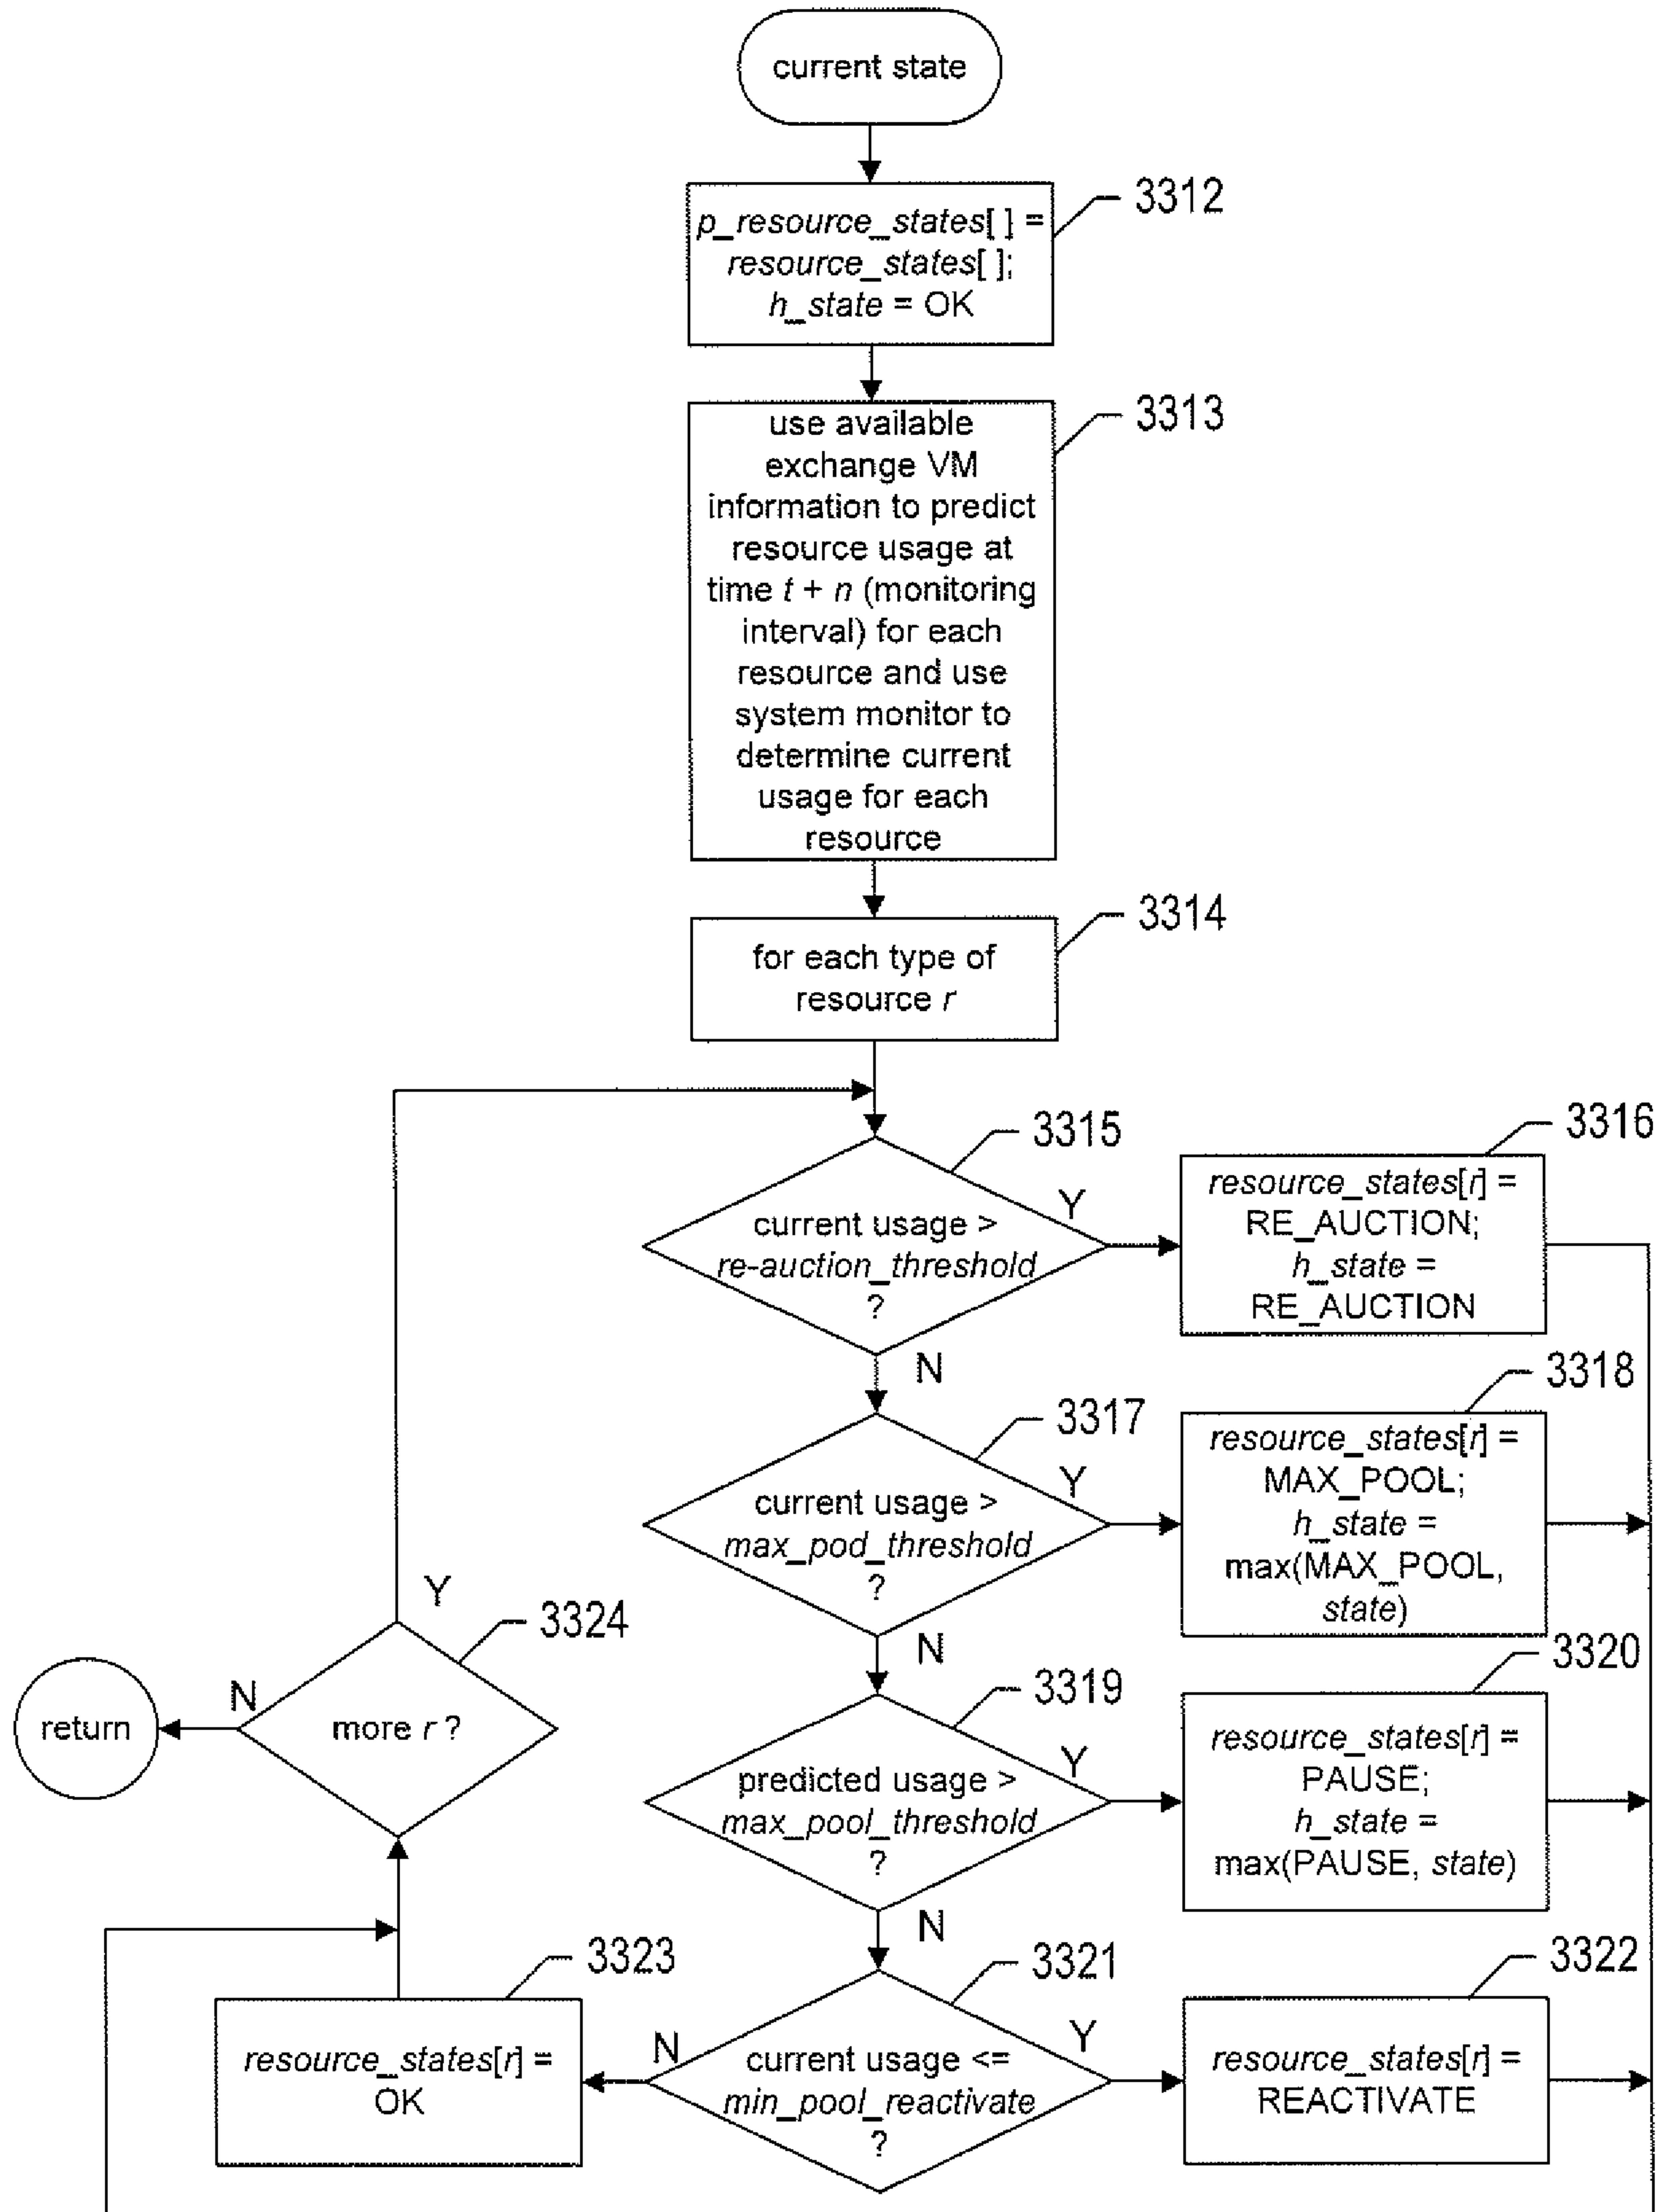 current state
3312
p_resource_states[ ] =
resource_states[ ];
h_state = OK
3313
use available
exchange VM
information to predict
resource usage at
time t + n (monitoring
interval) for each
resource and use
system monitor to
determine current
usage for each
resource
3314
for each type of
resource r
3315
current usage >
re-auction_threshold
?
Y
N
3316
resource_states[r] =
RE_AUCTION;
h_state =
RE_AUCTION
3317
current usage >
max_pod_threshold
?
Y
N
3318
resource_states[r] =
MAX_POOL;
h_state =
max(MAX_POOL,
state)
3319
predicted usage >
max_pool_threshold
?
Y
N
3320
resource_states[r] =
PAUSE;
h_state =
max(PAUSE, state)
3321
current usage <=
min_pool_reactivate
?
Y
N
3322
resource_states[r] =
REACTIVATE
3323
resource_states[r] =
OK
3324
more r ?
Y
N
return